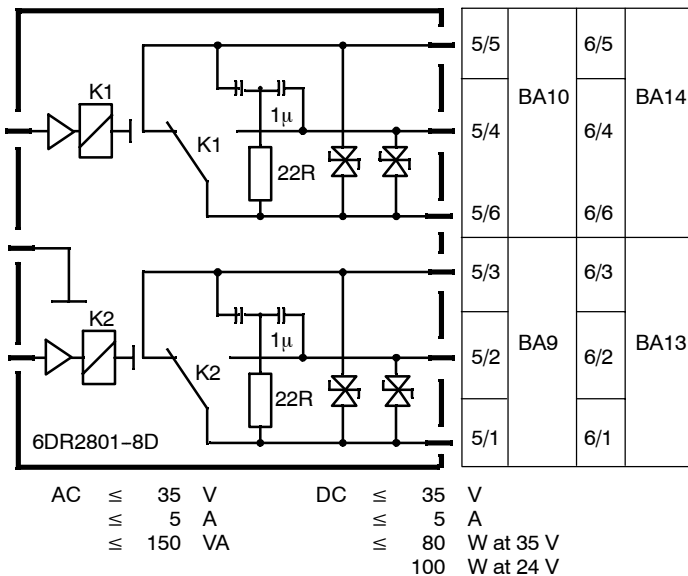 5/5 6/5
K1 BA10 BA14
1μ 5/4 6/4
K1
22R
5/6 6/6
5/3 6/3
K2
1μ 5/2 BA9 6/2 BA13
K2
22R
6DR2801-8D 5/1 6/1
AC ≤ 35 V DC ≤ 35 V
≤ 5 A ≤ 5 A
≤ 150 VA ≤ 80 W at 35 V
100 W at 24 V